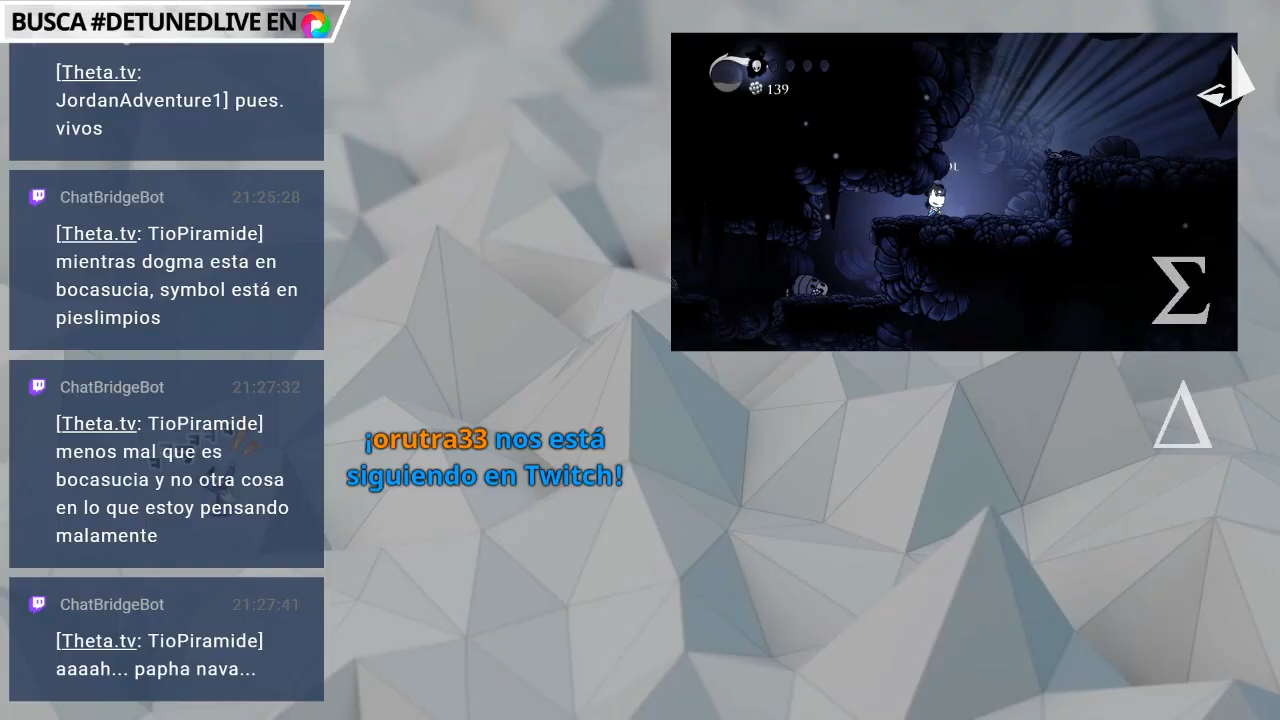 BUSCA #DETUNEDLIVE EN
[Theta.tv:
JordanAdventure1] pues.
vivos
ChatBridgeBot 21:25:28
[Theta.tv: TioPiramide]
mientras dogma esta en
bocasucia, symbol está en
pieslimpios
ChatBridgeBot 21:27:32
[Theta.tv: TioPiramide]
menos mal que es
bocasucia y no otra cosa
en lo que estoy pensando
malamente
ChatBridgeBot 21:27:41
[Theta.tv: TioPiramide]
aaaah... papha nava...
¡orutra33 nos está
siguiendo en Twitch!
139
Σ
Δ